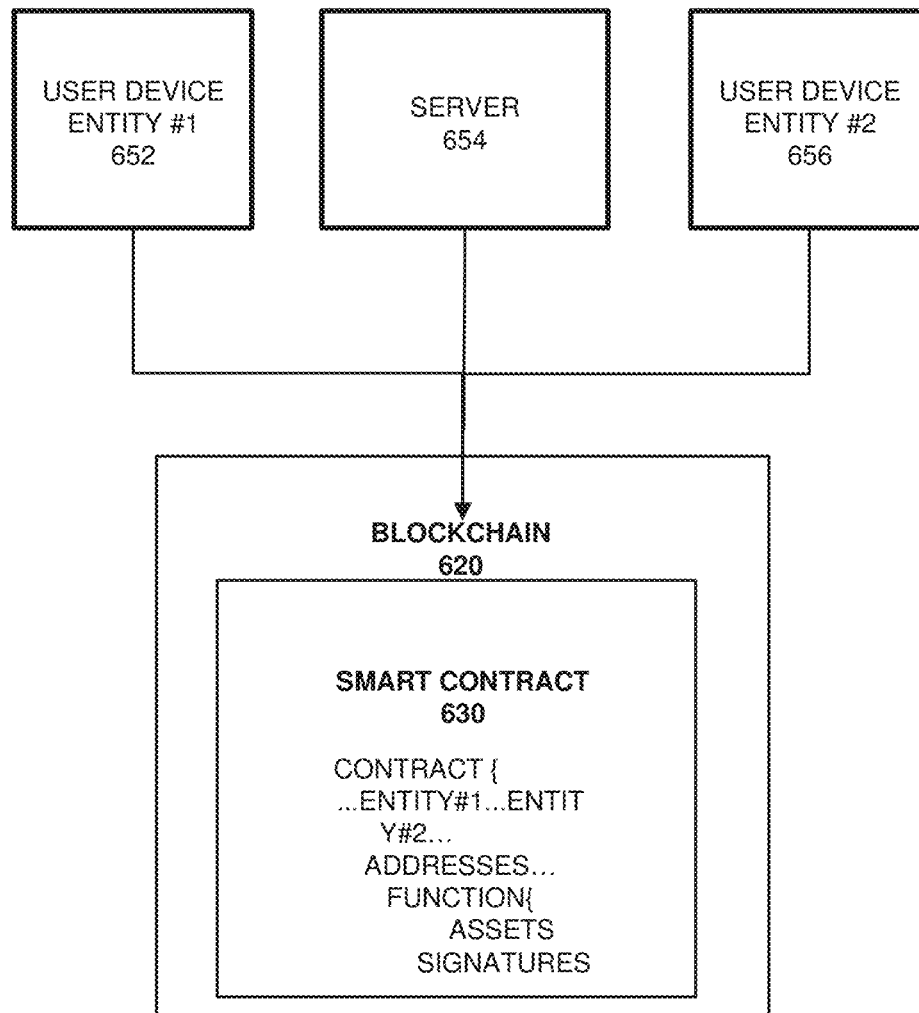 USER DEVICE
ENTITY #1
652
SERVER
654
USER DEVICE
ENTITY #2
656
BLOCKCHAIN
620
SMART CONTRACT
630
CONTRACT {
...ENTITY#1...ENTIT
Y#2...
ADDRESSES...
FUNCTION{
ASSETS
SIGNATURES